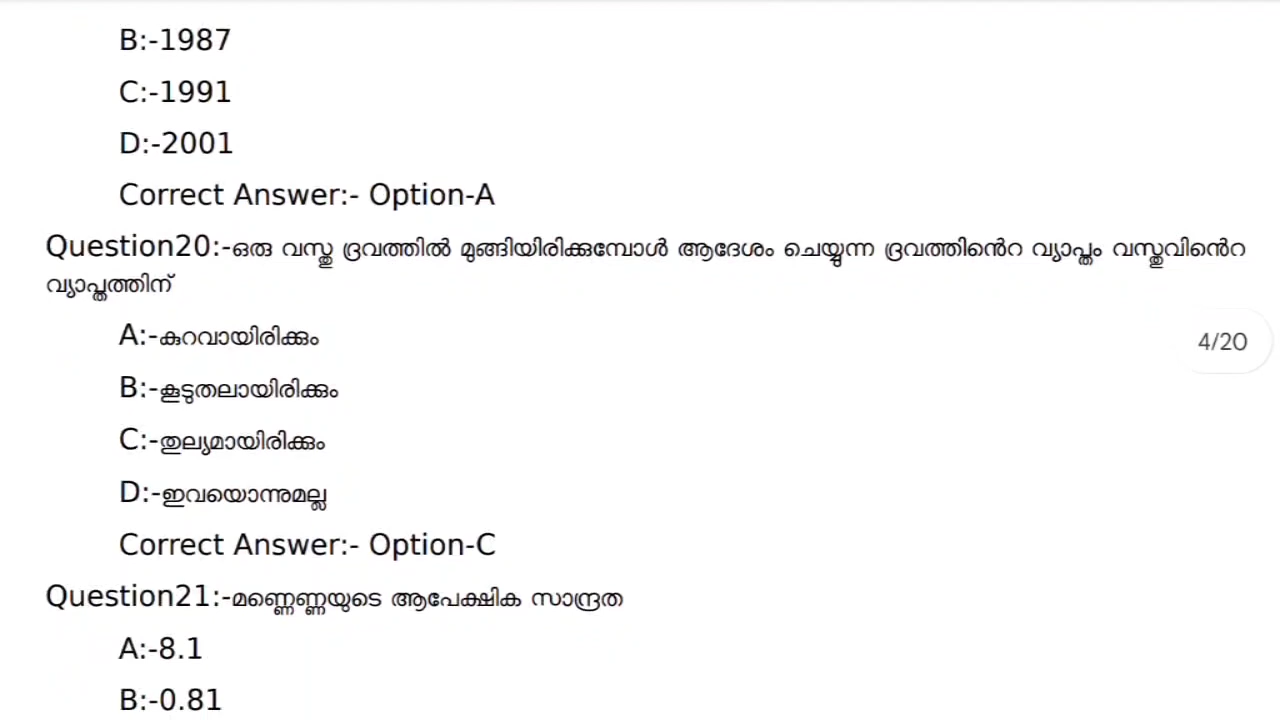 B:-1987
C:-1991
D:-2001
Correct Answer:- Option-A
Question20:-ഒരു വസ്തു ദ്രവത്തിൽ മുങ്ങിയിരിക്കുമ്പോൾ ആദേശം ചെയ്യുന്ന ദ്രവത്തിൻെറ വ്യാപ്തം വസ്തുവിൻെറ
വ്യാപ്തത്തിന്
A:-കുറവായിരിക്കും
4/20
B:-കൂടുതലായിരിക്കും
C:-തുല്യമായിരിക്കും
D:-ഇവയൊന്നുമല്ല
Correct Answer:- Option-C
Question21:-മണ്ണെണ്ണയുടെ ആപേക്ഷിക സാന്ദ്രത
A:-8.1
B:-0.81